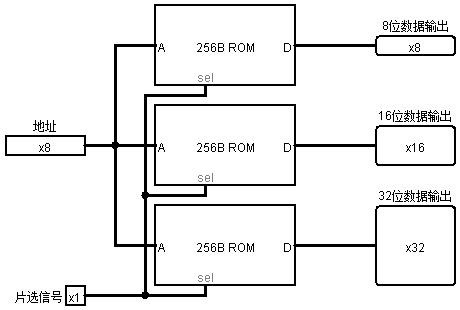 8位数据输出
A 256B ROM D x8
sel
16位数据输出
地址
x8 A 256B ROM D x16
sel
32位数据输出
A 256B ROM D x32
sel
片选信号 x1